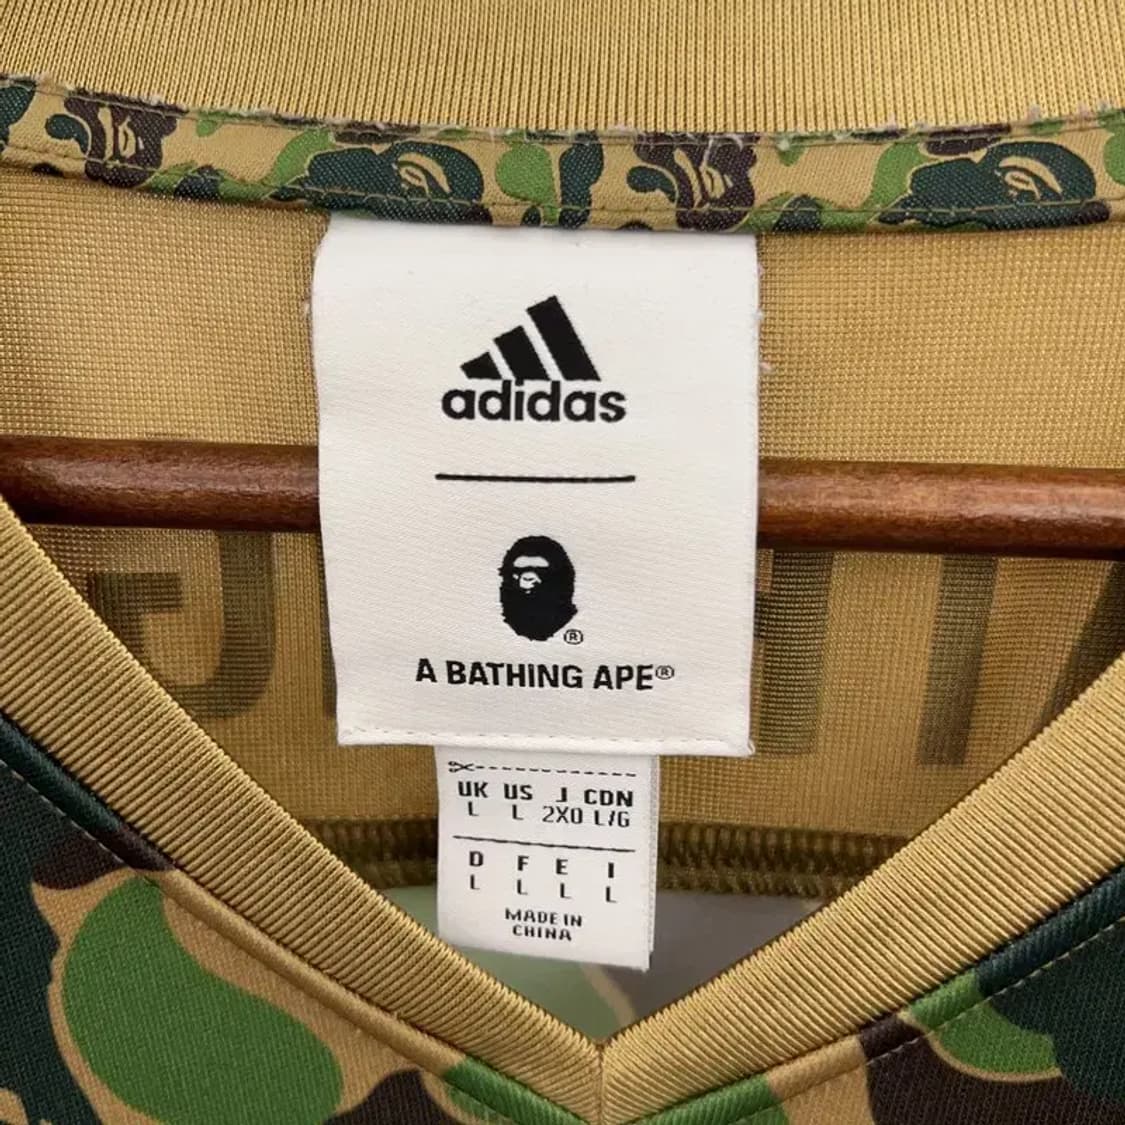 adidas
®
A BATHING APE®
UK US J CDN
L L 2XO L/G
D F E I
L L L L
MADE IN
CHINA